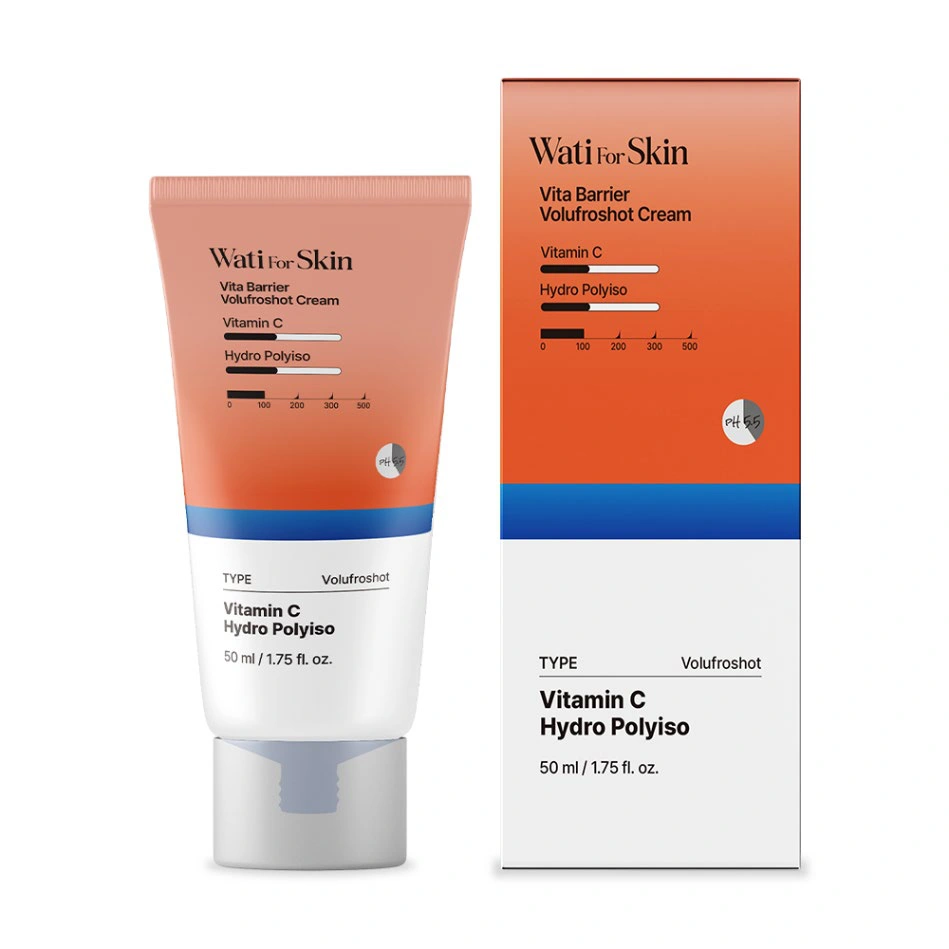 Wati For Skin
Vita Barrier
Volufroshot Cream
Vitamin C
Hydro Polyiso
0 100 200 300 500
PH 5.5
TYPE Volufroshot
Vitamin C
Hydro Polyiso
50 ml / 1.75 fl. oz.
Wati For Skin
Vita Barrier
Volufroshot Cream
Vitamin C
Hydro Polyiso
0 100 200 300 500
PH 5.5
TYPE Volufroshot
Vitamin C
Hydro Polyiso
50 ml / 1.75 fl. oz.